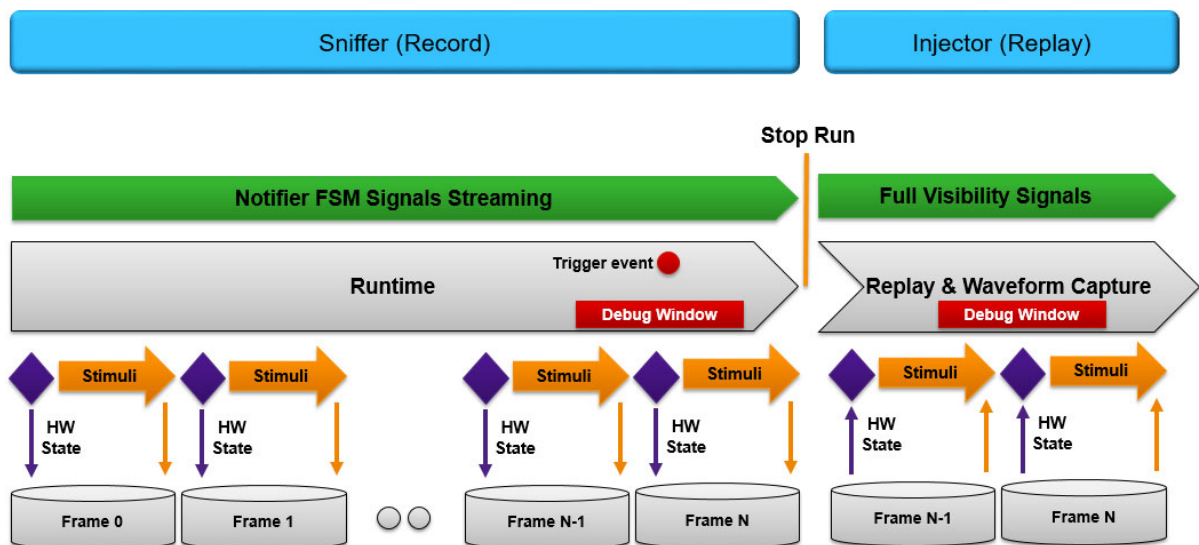 Sniffer (Record)
Injector (Replay)
Stop Run
Notifier FSM Signals Streaming
Full Visibility Signals
Trigger event
Runtime
Replay & Waveform Capture
Debug Window
Debug Window
Stimuli
Stimuli
Stimuli
Stimuli
Stimuli
Stimuli
HW
State
HW
State
HW
State
HW
State
HW
State
Frame 0
Frame 1
Frame N-1
Frame N
Frame N-1
Frame N